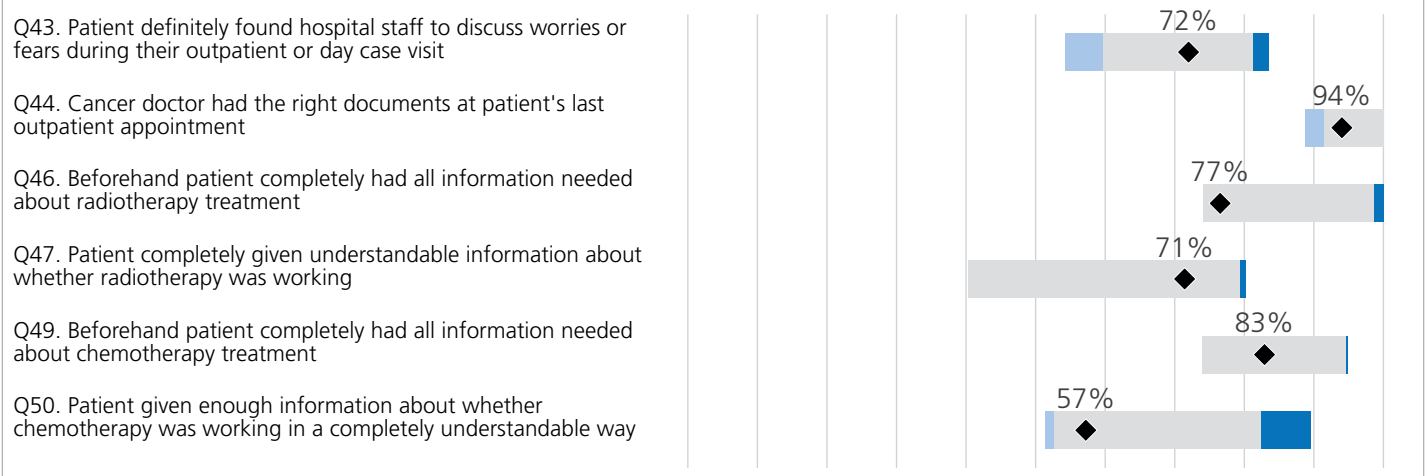 Q43. Patient definitely found hospital staff to discuss worries or
fears during their outpatient or day case visit
72%
Q44. Cancer doctor had the right documents at patient's last
outpatient appointment
94%
Q46. Beforehand patient completely had all information needed
about radiotherapy treatment
77%
Q47. Patient completely given understandable information about
whether radiotherapy was working
71%
Q49. Beforehand patient completely had all information needed
about chemotherapy treatment
83%
Q50. Patient given enough information about whether
chemotherapy was working in a completely understandable way
57%